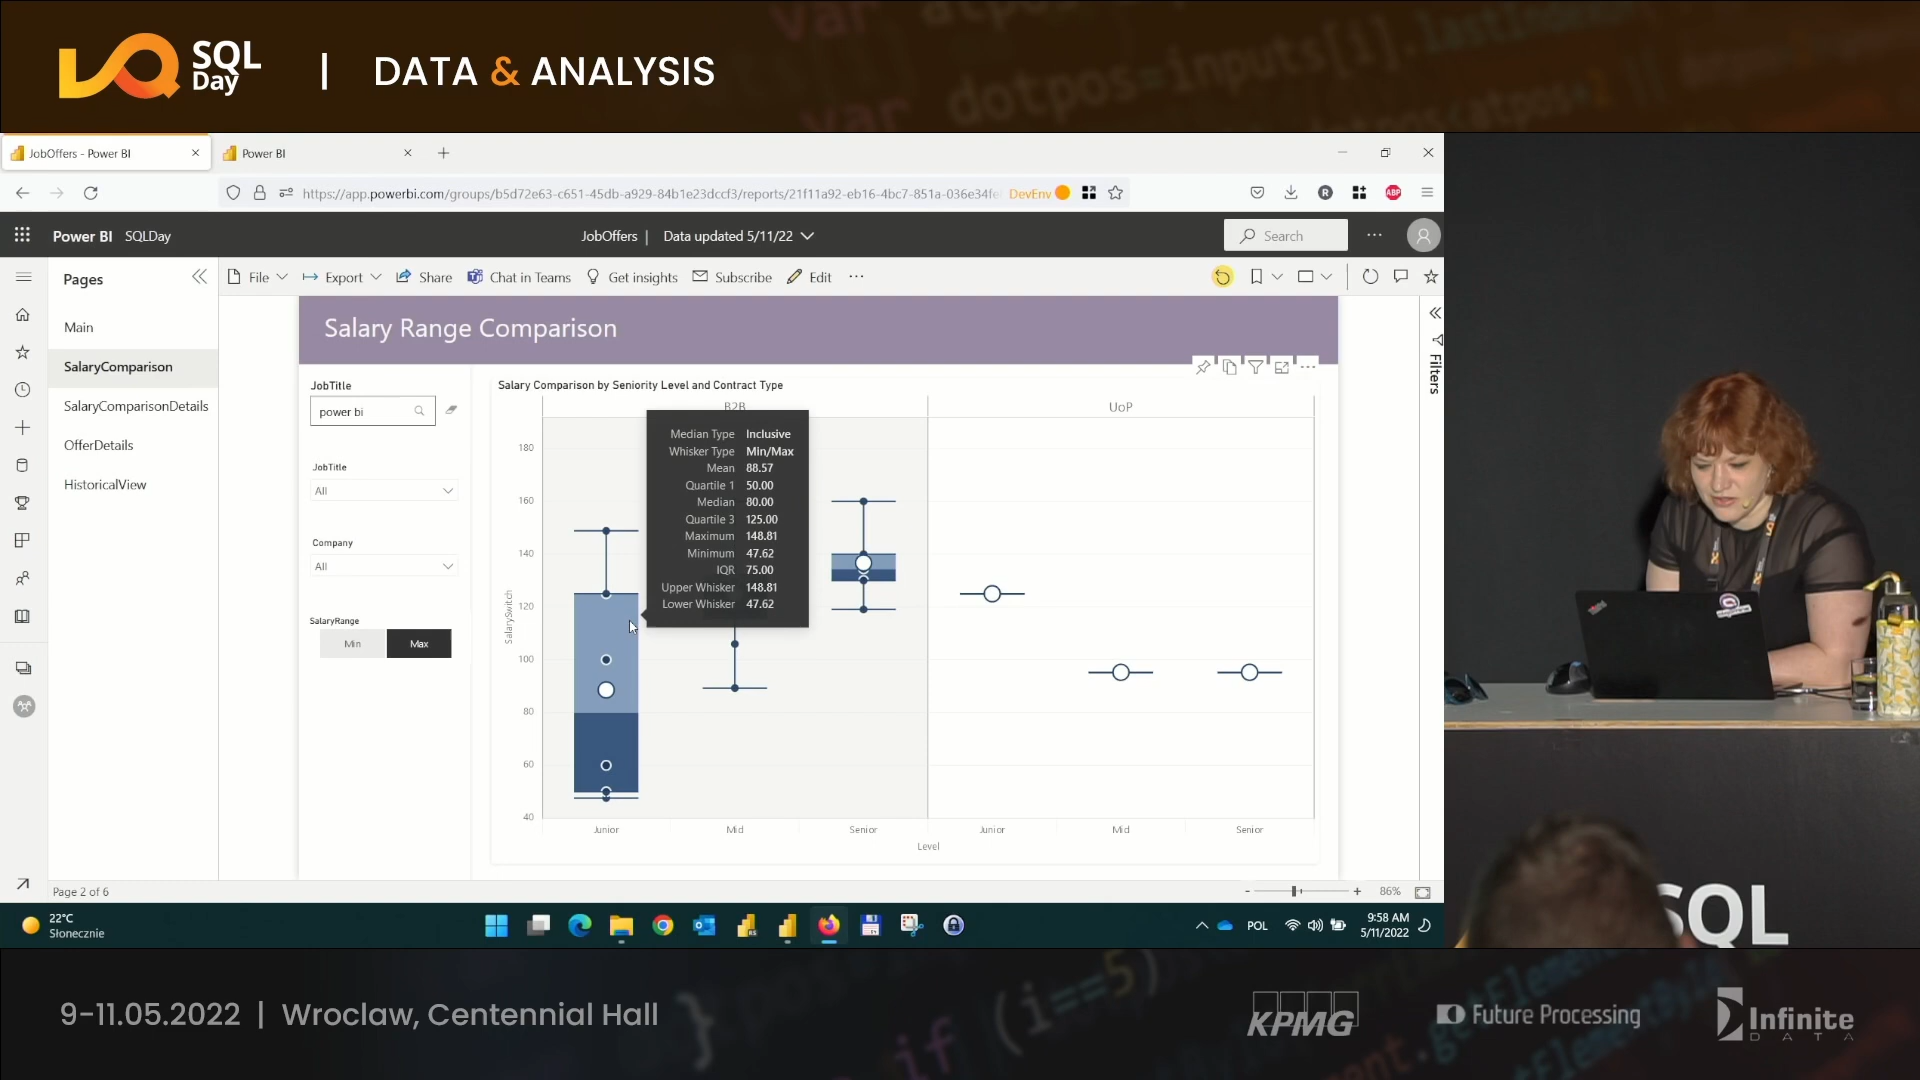 SQL
Day
| DATA & ANALYSIS
JobOffers - Power BI
Power BI
https://app.powerbi.com/groups/b5d72e63-c651-45db-a929-84b1e23dccf3/reports/21f11a92-eb16-4bc7-851a-036e34fe
DevEnv
Power BI SQLDay
JobOffers | Data updated 5/11/22
Search
Pages
File Export Share Chat in Teams Get insights Subscribe Edit
Main
SalaryComparison
SalaryComparisonDetails
OfferDetails
HistoricalView
Salary Range Comparison
JobTitle
power bi
JobTitle
All
Company
All
SalaryRange
Min Max
Salary Comparison by Seniority Level and Contract Type
B2B UoP
180
160
140
120
100
80
60
40
SalarySwitch
Median Type Inclusive
Whisker Type Min/Max
Mean 88.57
Quartile 1 50.00
Median 80.00
Quartile 3 125.00
Maximum 148.81
Minimum 47.62
IQR 75.00
Upper Whisker 148.81
Lower Whisker 47.62
Junior Mid Senior Junior Mid Senior
Level
Filters
Page 2 of 6
- + 86%
22°C
Słonecznie
POL
9:58 AM
5/11/2022
SQL
9-11.05.2022 | Wroclaw, Centennial Hall
KPMG
Future Processing
Infinite
DATA
var atpos
var dotpos=inputs[i].lastIndex
if (i==5)